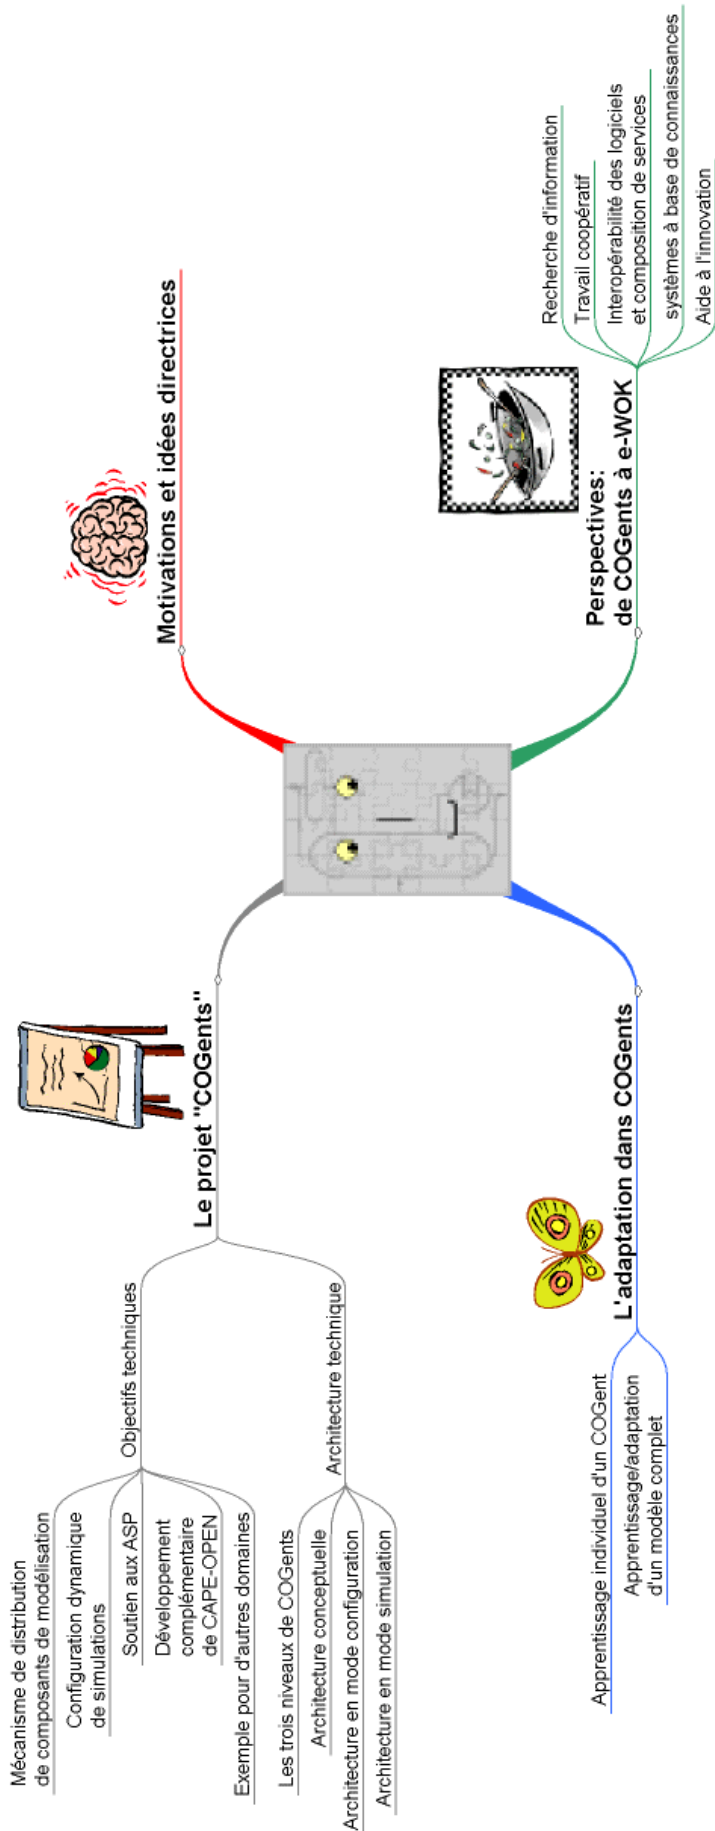 Motivations et idées directrices
Perspectives:
de COGents à e-WOK
Recherche d'information
Travail coopératif
Interopérabilité des logiciels
et composition de services
systèmes à base de connaissances
Aide à l'innovation
Le projet "COGents"
Objectifs techniques
Mécanisme de distribution
de composants de modélisation
Configuration dynamique
de simulations
Soutien aux ASP
Développement
complémentaire
de CAPE-OPEN
Exemple pour d'autres domaines
Architecture technique
Les trois niveaux de COGents
Architecture conceptuelle
Architecture en mode configuration
Architecture en mode simulation
L'adaptation dans COGents
Apprentissage individuel d'un COGent
Apprentissage/adaptation
d'un modèle complet